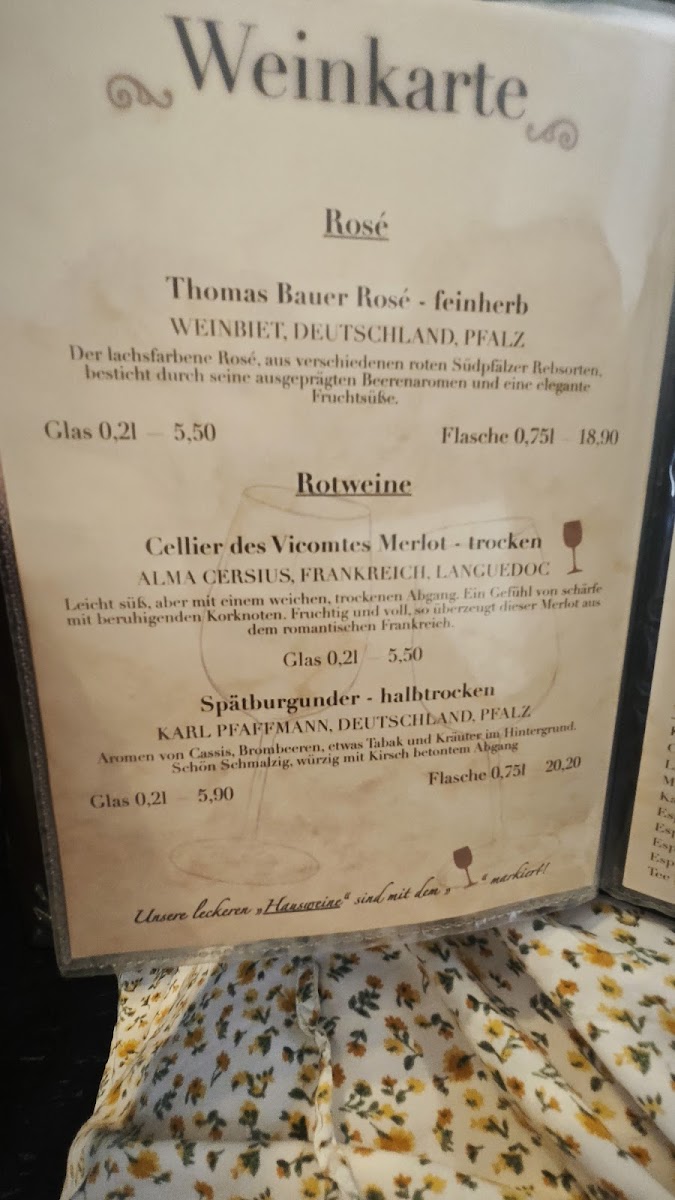 Weinkarte
Rosé
Thomas Bauer Rosé - feinherb
WEINBIET, DEUTSCHLAND, PFALZ
Der lachsfarbene Rosé, aus verschiedenen roten Südpfälzer Rebsorten,
besticht durch seine ausgeprägten Beerenaromen und eine elegante
Fruchtsüße.
Glas 0,2l – 5,50 Flasche 0,75l – 18,90
Rotweine
Cellier des Vicomtes Merlot - trocken
ALMA CERSIUS, FRANKREICH, LANGUEDOC
Leicht süß, aber mit einem weichen, trockenen Abgang. Ein Gefühl von schärfe
mit beruhigenden Korknoten. Fruchtig und voll, so überzeugt dieser Merlot aus
dem romantischen Frankreich.
Glas 0,2l – 5,50
Spätburgunder - halbtrocken
KARL PFAFFMANN, DEUTSCHLAND, PFALZ
Aromen von Cassis, Brombeeren, etwas Tabak und Kräuter im Hintergrund.
Schön Schmalzig, würzig mit Kirsch betontem Abgang
Glas 0,2l – 5,90 Flasche 0,75l – 20,20
Unsere leckeren „Hausweine“ sind mit dem „ “ markiert!
Tee